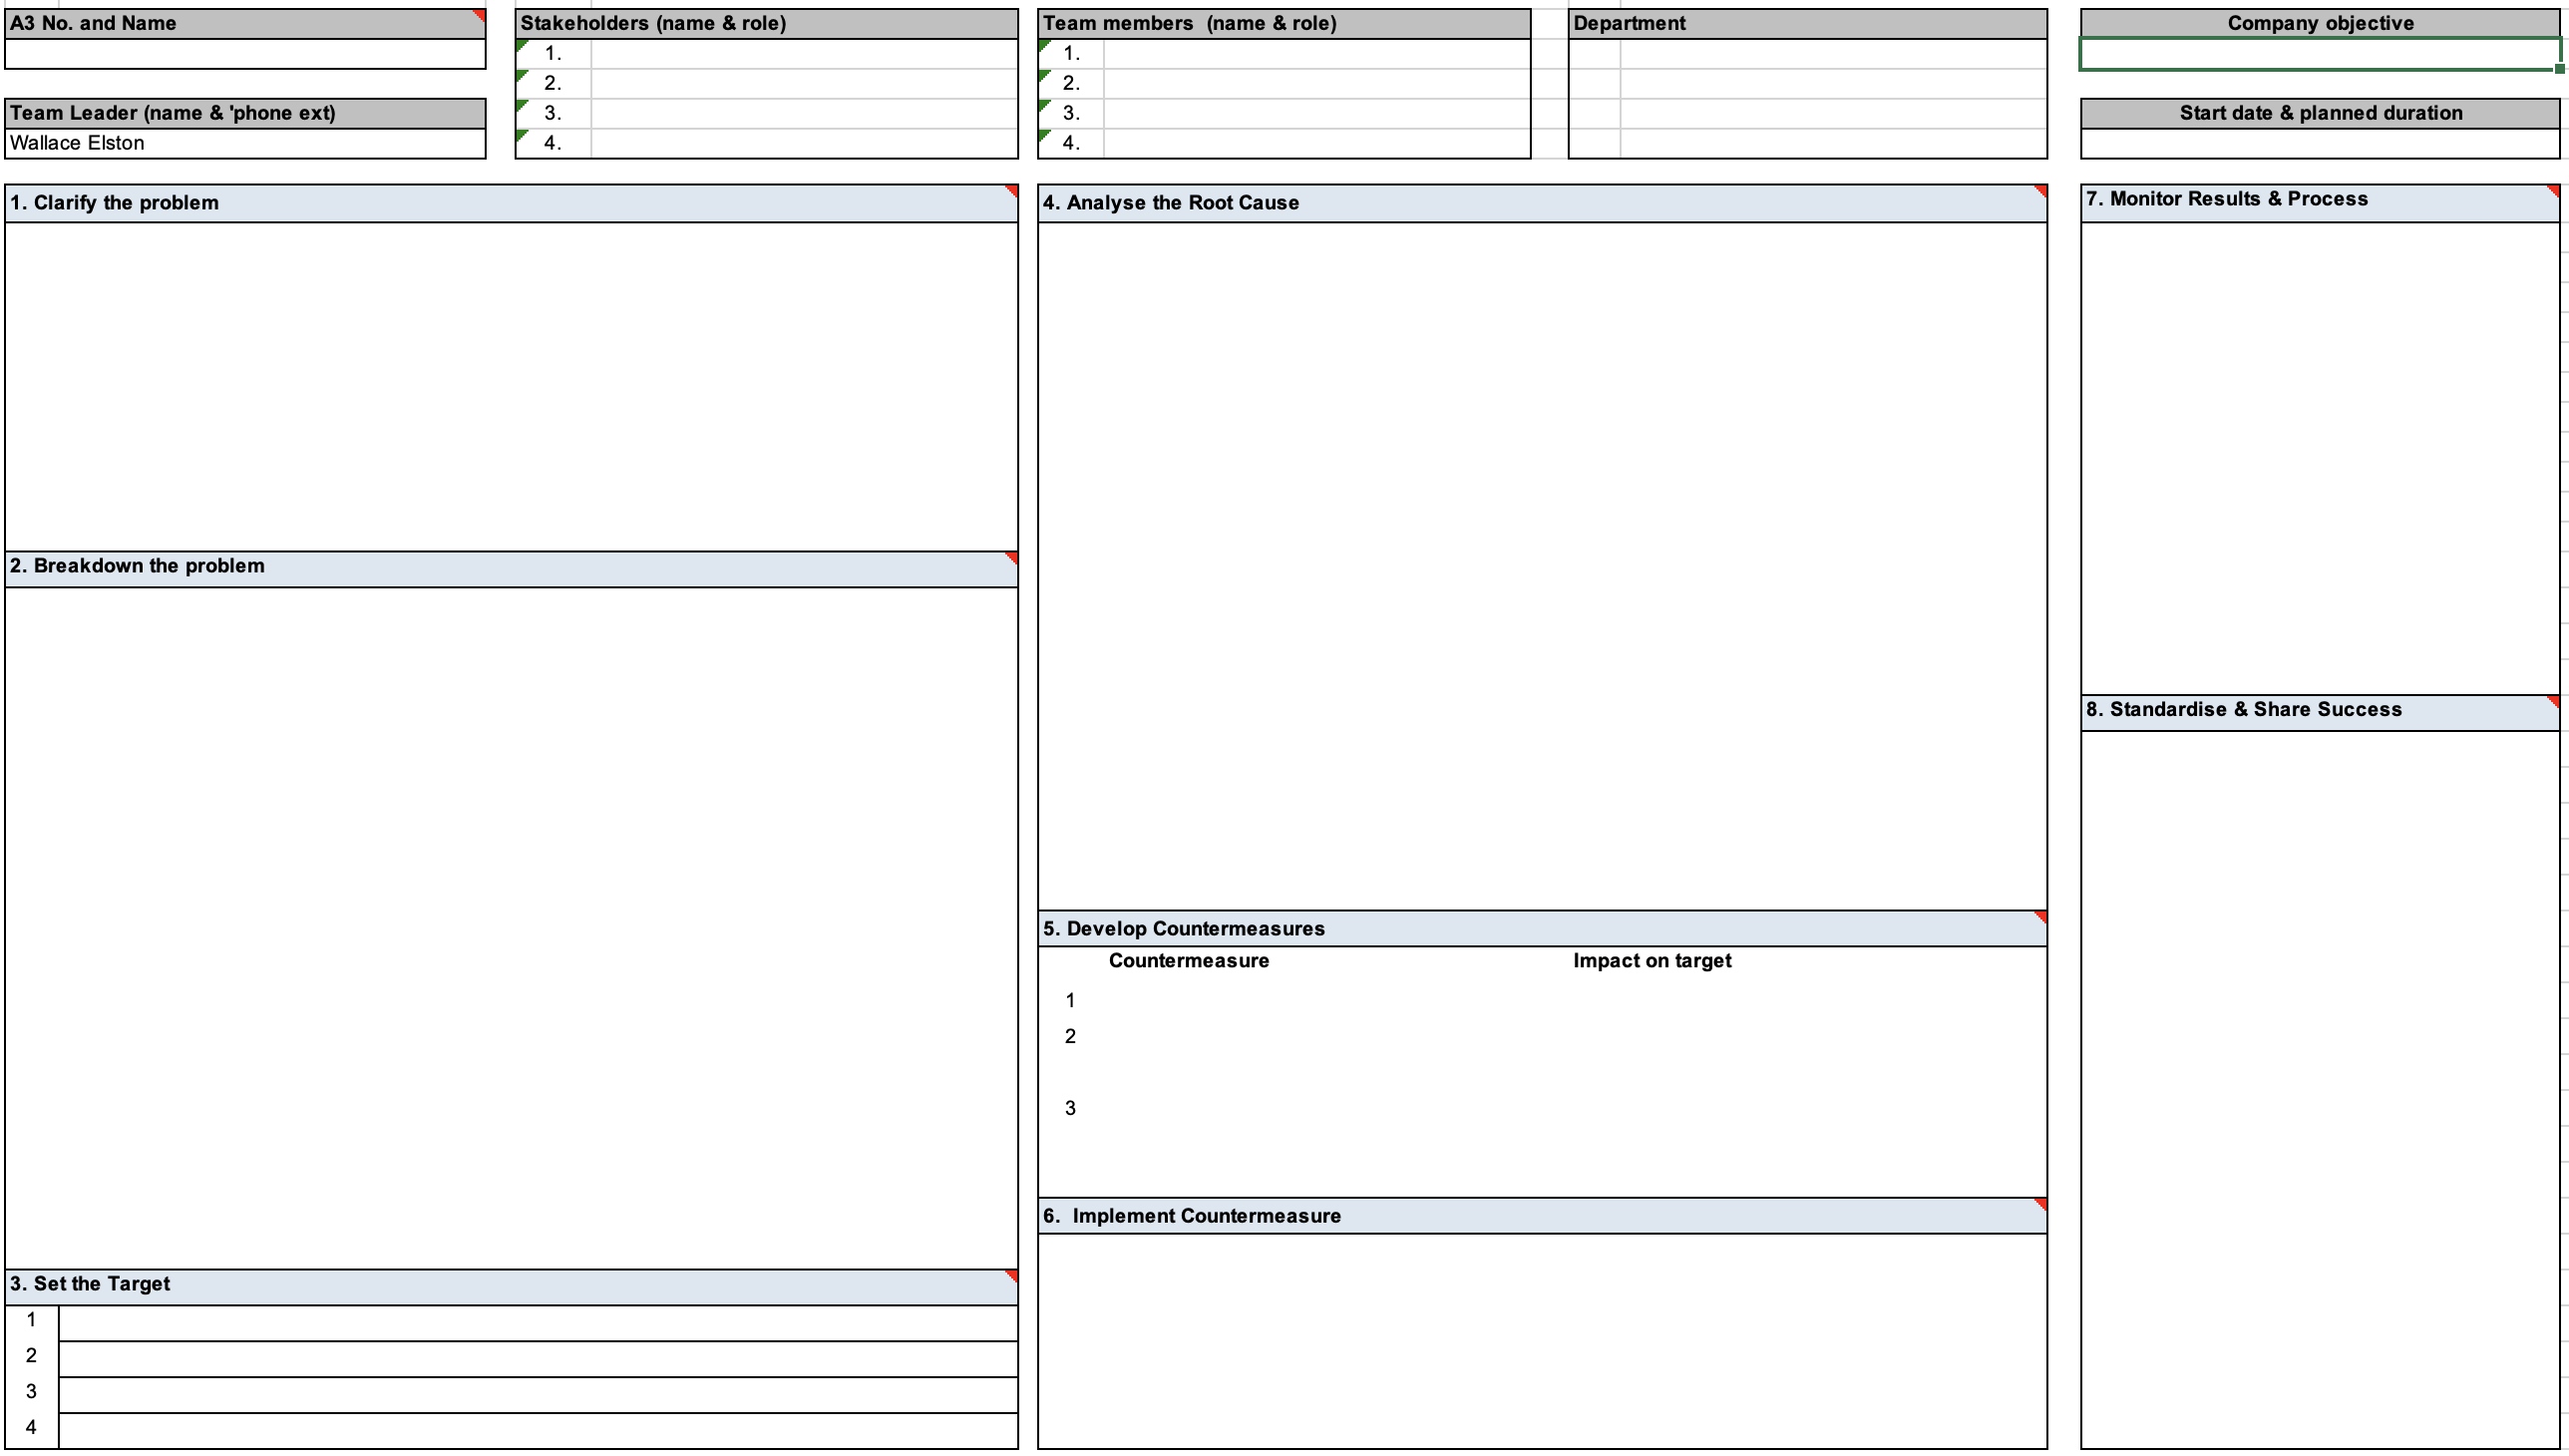 A3 No. and Name
Team Leader (name & 'phone ext)
Wallace Elston
Stakeholders (name & role)
1.
2.
3.
4.
Team members  (name & role)
1.
2.
3.
4.
Department
Company objective
Start date & planned duration
1. Clarify the problem
2. Breakdown the problem
3. Set the Target
1
2
3
4
4. Analyse the Root Cause
5. Develop Countermeasures
Countermeasure Impact on target
1
2
3
6.  Implement Countermeasure
7. Monitor Results & Process
8. Standardise & Share Success